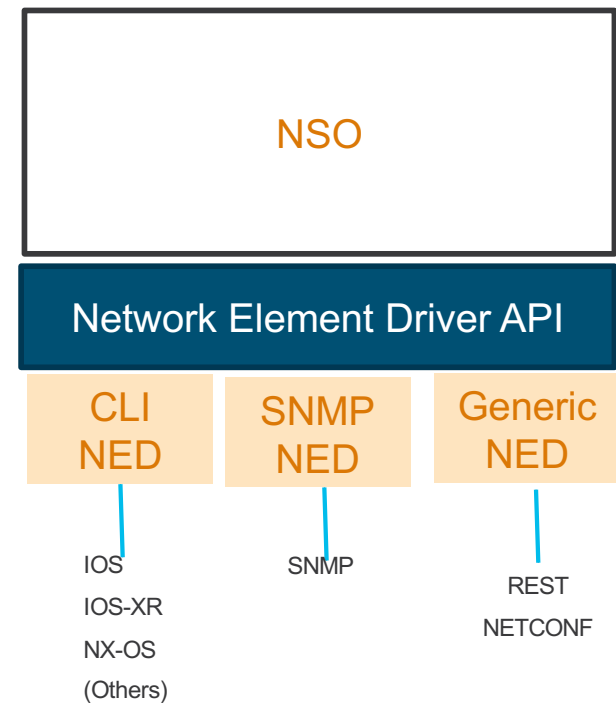 NSO
Network Element Driver API
CLI
NED
SNMP
NED
Generic
NED
IOS
IOS-XR
NX-OS
(Others)
SNMP
REST
NETCONF